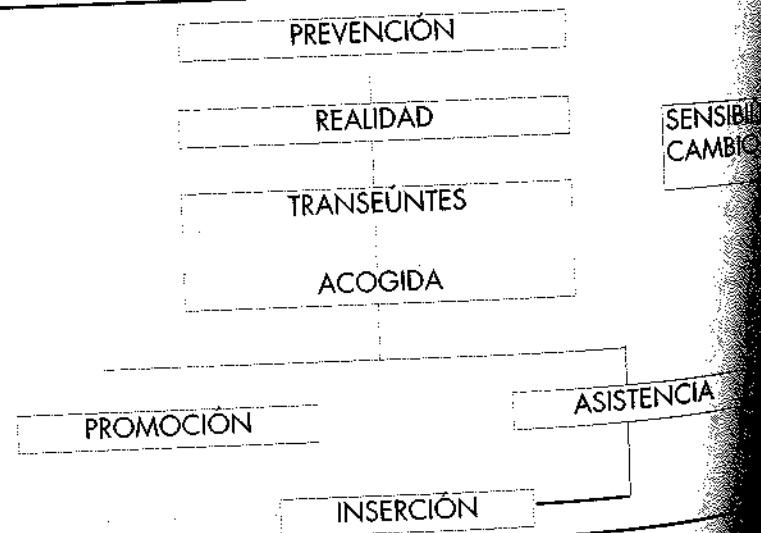 PREVENCIÓN
REALIDAD
TRANSEÚNTES
ACOGIDA
PROMOCIÓN
ASISTENCIA
INSERCIÓN